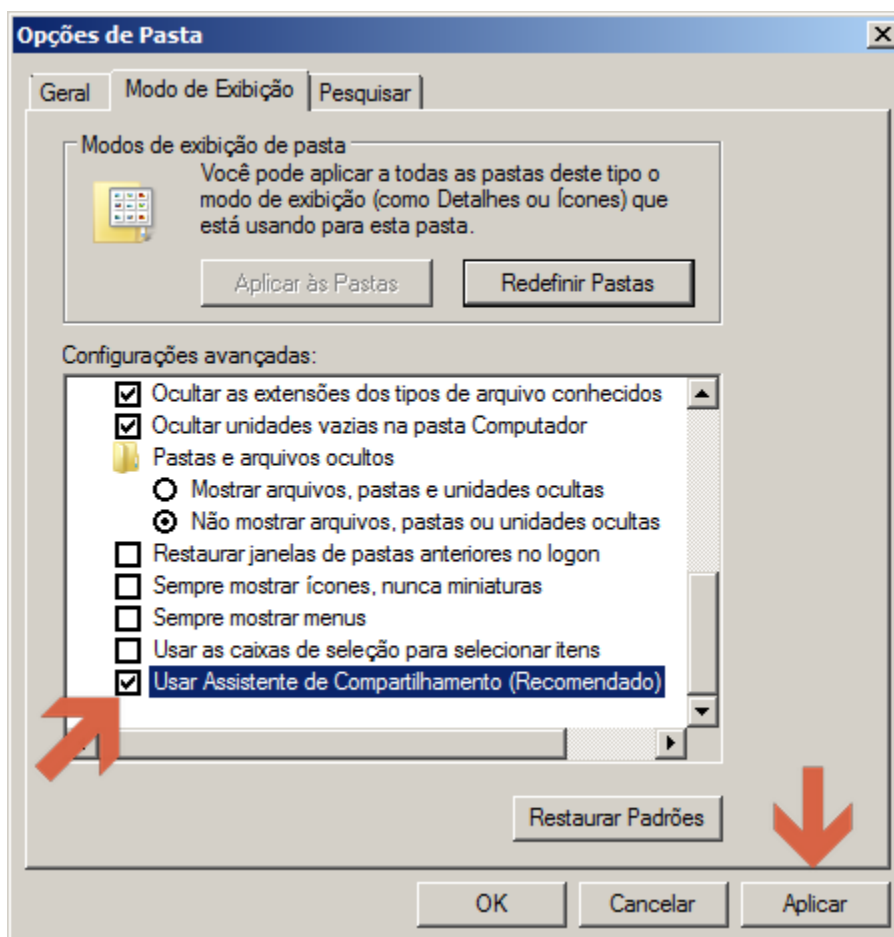 Opções de Pasta
Geral
Modo de Exibição
Pesquisar
Modos de exibição de pasta
Você pode aplicar a todas as pastas deste tipo o
modo de exibição (como Detalhes ou Ícones) que
está usando para esta pasta.
Aplicar às Pastas
Redefinir Pastas
Configurações avançadas:
Ocultar as extensões dos tipos de arquivo conhecidos
Ocultar unidades vazias na pasta Computador
Pastas e arquivos ocultos
Mostrar arquivos, pastas e unidades ocultas
Não mostrar arquivos, pastas ou unidades ocultas
Restaurar janelas de pastas anteriores no logon
Sempre mostrar ícones, nunca miniaturas
Sempre mostrar menus
Usar as caixas de seleção para selecionar itens
Usar Assistente de Compartilhamento (Recomendado)
Restaurar Padrões
OK
Cancelar
Aplicar